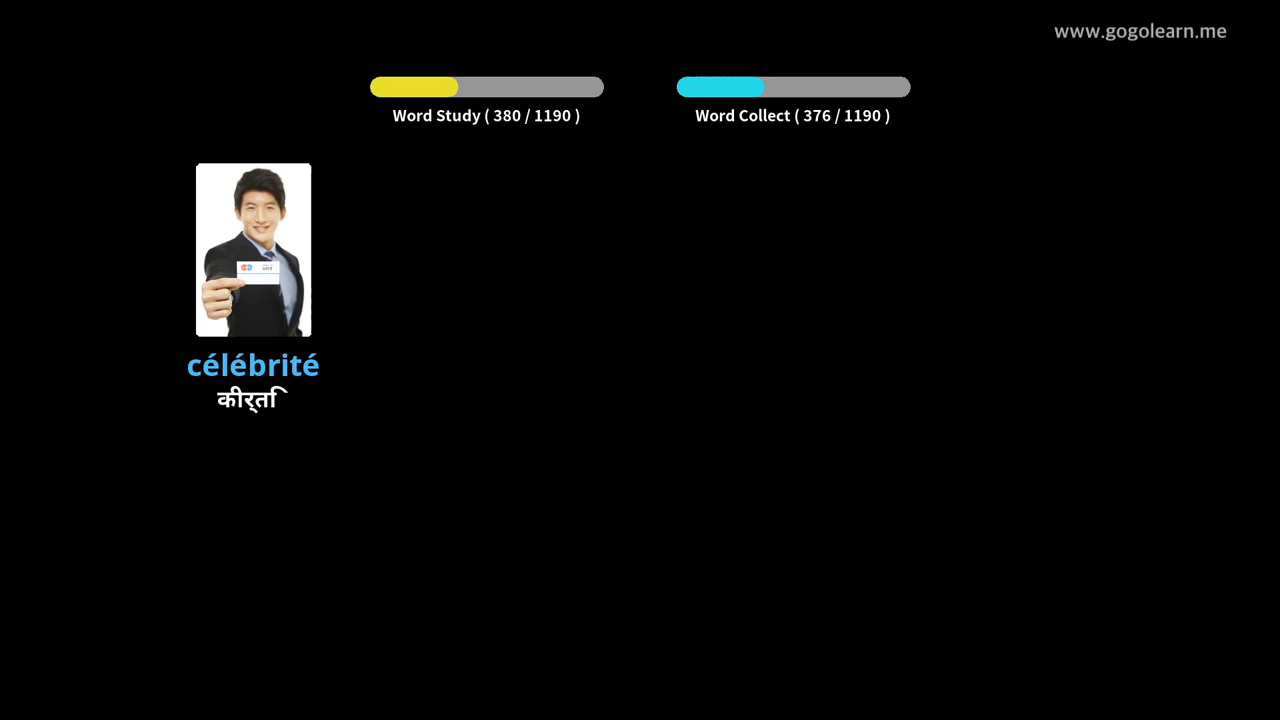 www.gogolearn.me
Word Study ( 380 / 1190 )
Word Collect ( 376 / 1190 )
célébrité
कीर्ति